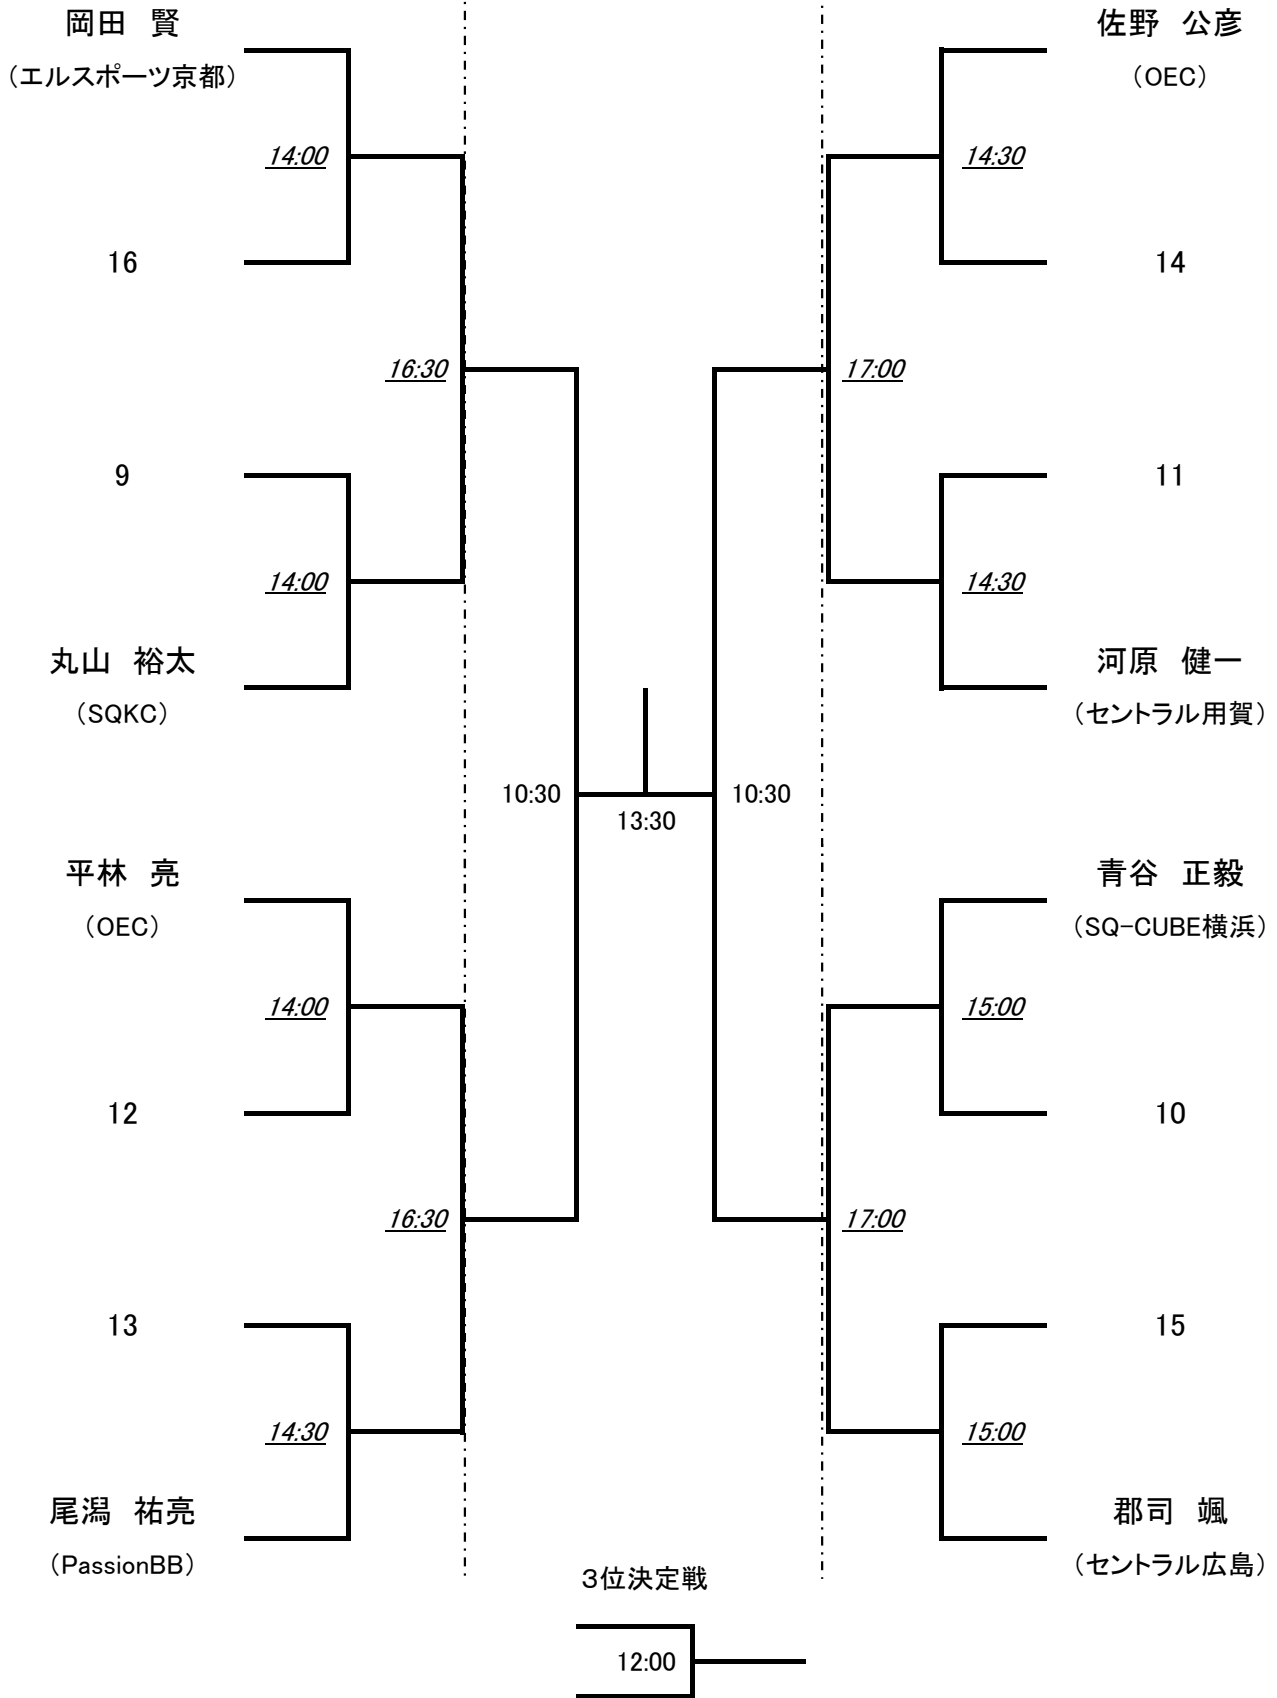 岡田　賢
（エルスポーツ京都）
14:00
16
16:30
9
14:00
丸山　裕太
（SQKC）
平林　亮
（OEC）
14:00
12
16:30
13
14:30
尾潟　祐亮
（PassionBB）
10:30
13:30
10:30
佐野　公彦
（OEC）
14:30
14
17:00
11
14:30
河原　健一
（セントラル用賀）
青谷　正毅
（SQ-CUBE横浜）
15:00
10
17:00
15
15:00
郡司　颯
（セントラル広島）
３位決定戦
12:00